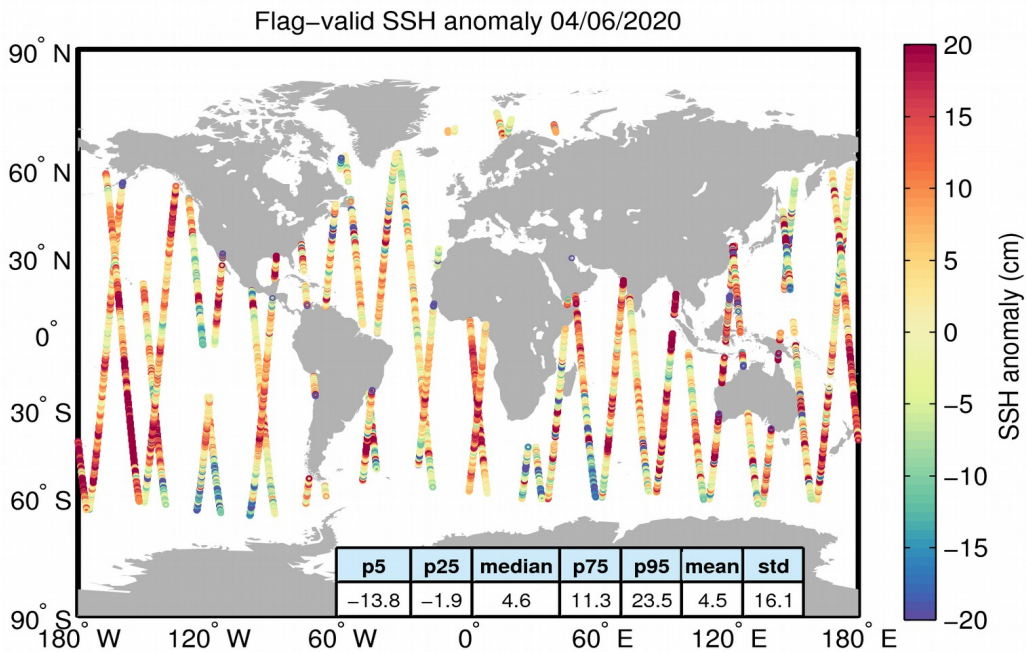 Flag−valid SSH anomaly 04/06/2020
90° N
60° N
30° N
0°
30° S
60° S
90° S
180° W
120° W
60° W
0°
60° E
120° E
180° E
p5 p25 median p75 p95 mean std
−13.8 −1.9 4.6 11.3 23.5 4.5 16.1
20
15
10
5
0
−5
−10
−15
−20
SSH anomaly (cm)